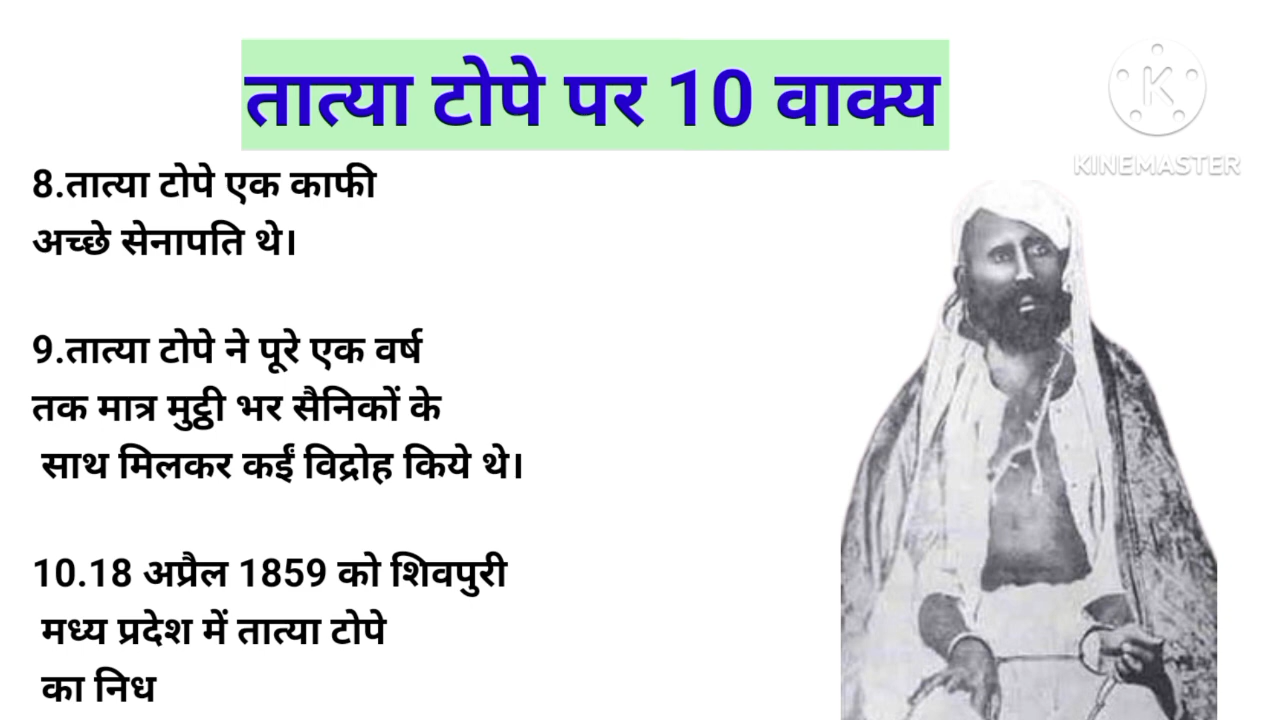 तात्या टोपे पर 10 वाक्य
KINEMASTER
8.तात्या टोपे एक काफी
अच्छे सेनापति थे।
9.तात्या टोपे ने पूरे एक वर्ष
तक मात्र मुट्ठी भर सैनिकों के
साथ मिलकर कईं विद्रोह किये थे।
10.18 अप्रैल 1859 को शिवपुरी
मध्य प्रदेश में तात्या टोपे
का निध